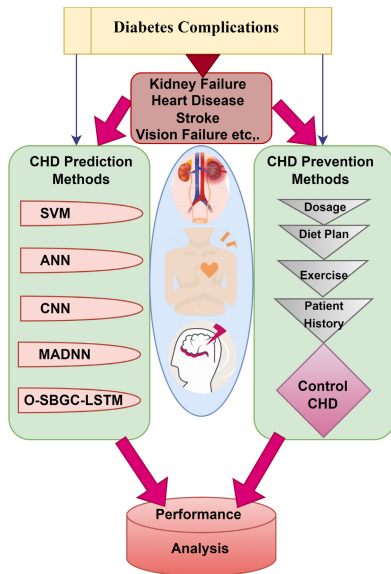 Diabetes Complications
Kidney Failure
Heart Disease
Stroke
Vision Failure etc,.
CHD Prediction
Methods
SVM
ANN
CNN
MADNN
O-SBGC-LSTM
CHD Prevention
Methods
Dosage
Diet Plan
Exercise
Patient
History
Control
CHD
Performance
Analysis